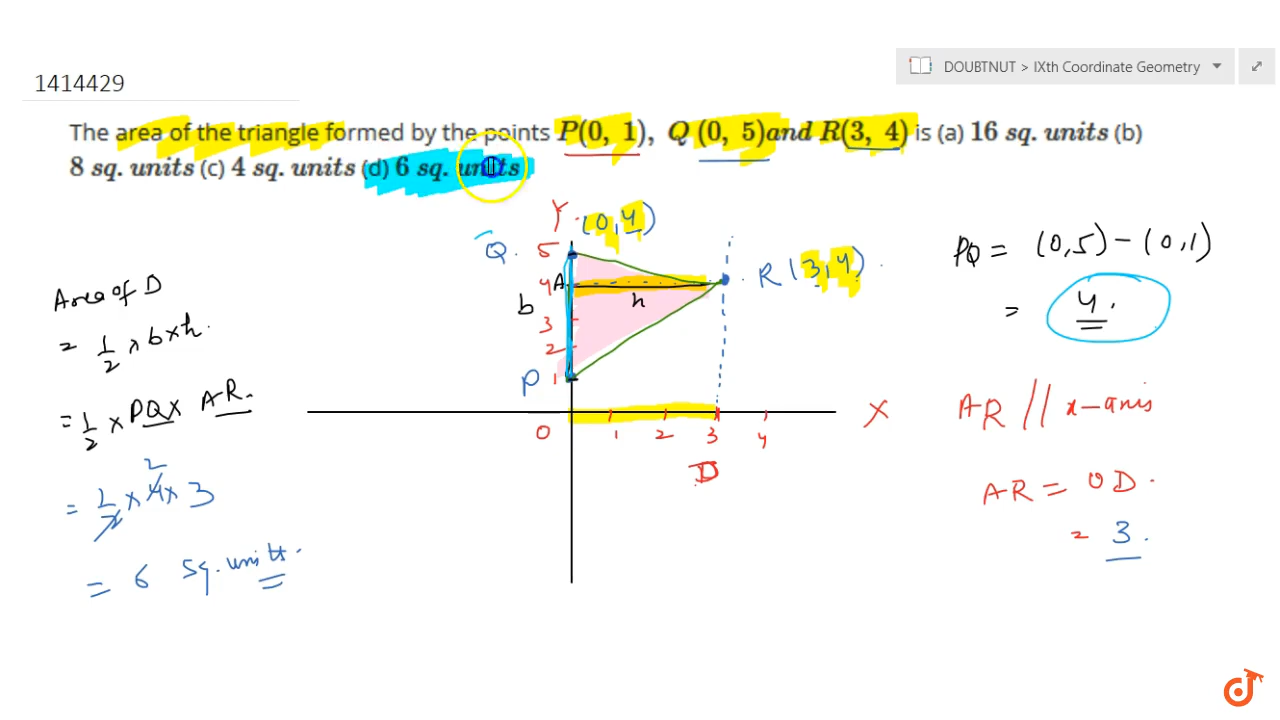 1414429
DOUBTNUT > IXth Coordinate Geometry
The area of the triangle formed by the points P(0, 1), Q (0, 5)and R(3, 4) is (a) 16 sq. units (b)
8 sq. units (c) 4 sq. units (d) 6 sq. units
Y (0,4)
Q. 5
4 A
R (3,4)
b h
3
2
P 1
0 1 2 3 4 X
D
Area of D
= 1/2 × b × h
= 1/2 × PQ × AR.
2
= 1/2 × 4 × 3
= 6 sq. units.
PQ = (0,5) - (0,1)
= 4.
AR // x-axis
AR = OD.
= 3.